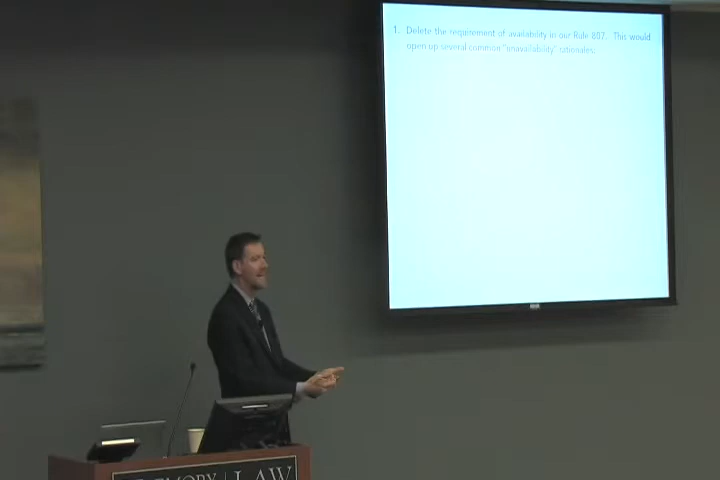 1. Delete the requirement of availability in our Rule 807. This would
open up several common "unavailability" rationales.
EMORY | LAW